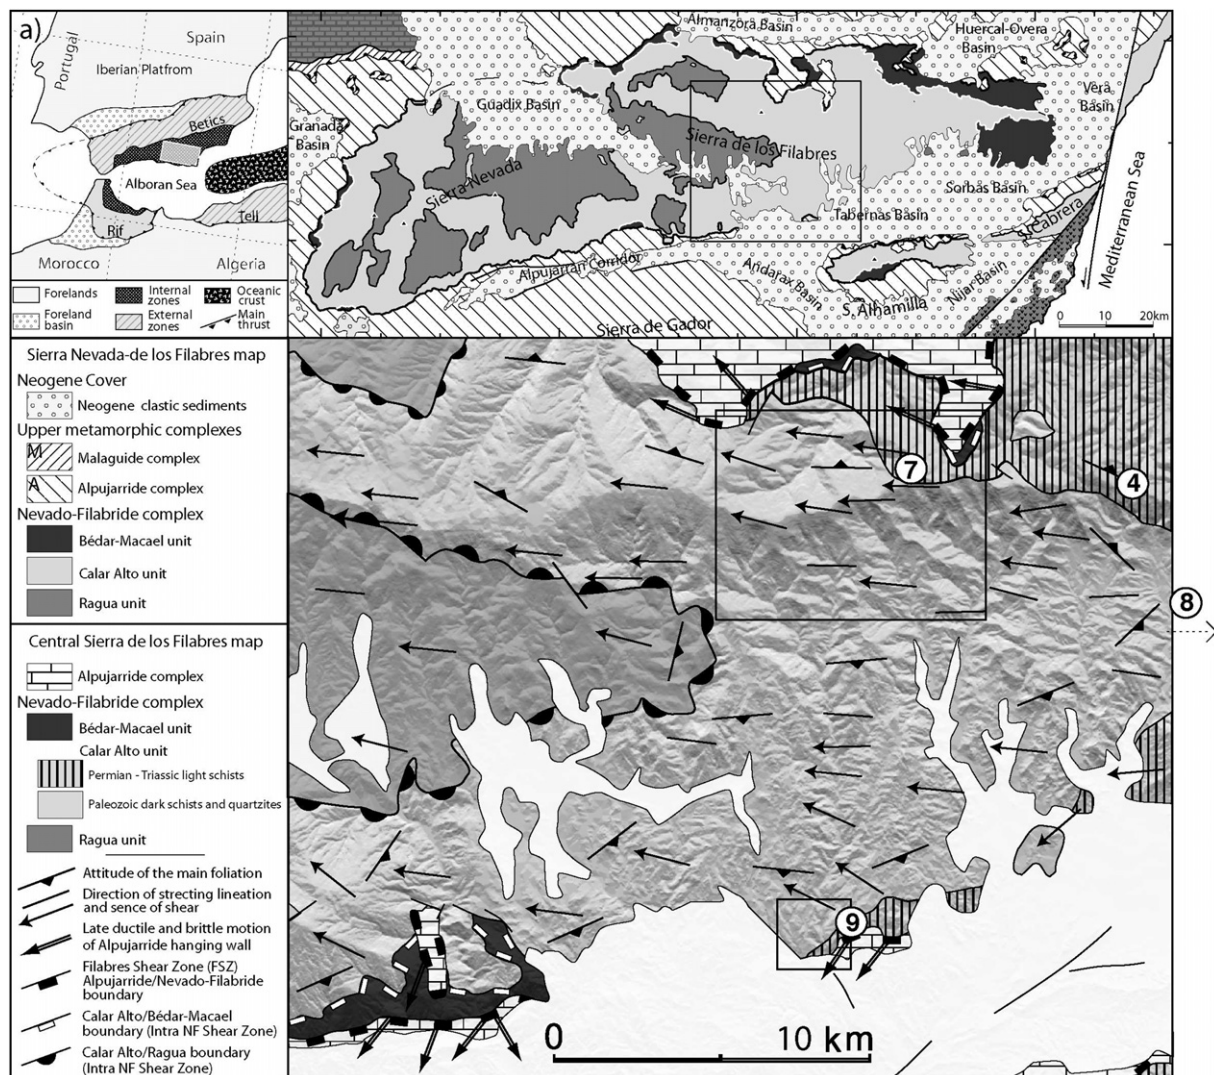 a)
Portugal
Spain
Iberian Platfrom
Betics
Alboran Sea
Rif
Tell
Morocco
Algeria
Forelands
Internal
zones
Oceanic
crust
Foreland
basin
External
zones
Main
thrust
Almanzora Basin
Huercal-Overa
Basin
Guadix Basin
Vera
Basin
Granada
Basin
Sierra de los Filabres
Sierra Nevada
Sorbas Basin
Tabernas Basin
Cabrera
Mediterranean Sea
Alpujarran Corridor
Andarax Basin
Nijar Basin
S. Alhamilla
Sierra de Gador
0 10 20km
Sierra Nevada-de los Filabres map
Neogene Cover
Neogene clastic sediments
Upper metamorphic complexes
M
Malaguide complex
A
Alpujarride complex
Nevado-Filabride complex
Bédar-Macael unit
Calar Alto unit
Ragua unit
Central Sierra de los Filabres map
Alpujarride complex
Nevado-Filabride complex
Bédar-Macael unit
Calar Alto unit
Permian - Triassic light schists
Paleozoic dark schists and quartzites
Ragua unit
Attitude of the main foliation
Direction of strecting lineation
and sence of shear
Late ductile and brittle motion
of Alpujarride hanging wall
Filabres Shear Zone (FSZ)
Alpujarride/Nevado-Filabride
boundary
Calar Alto/Bédar-Macael
boundary (Intra NF Shear Zone)
Calar Alto/Ragua boundary
(Intra NF Shear Zone)
7
4
8
9
0 10 km